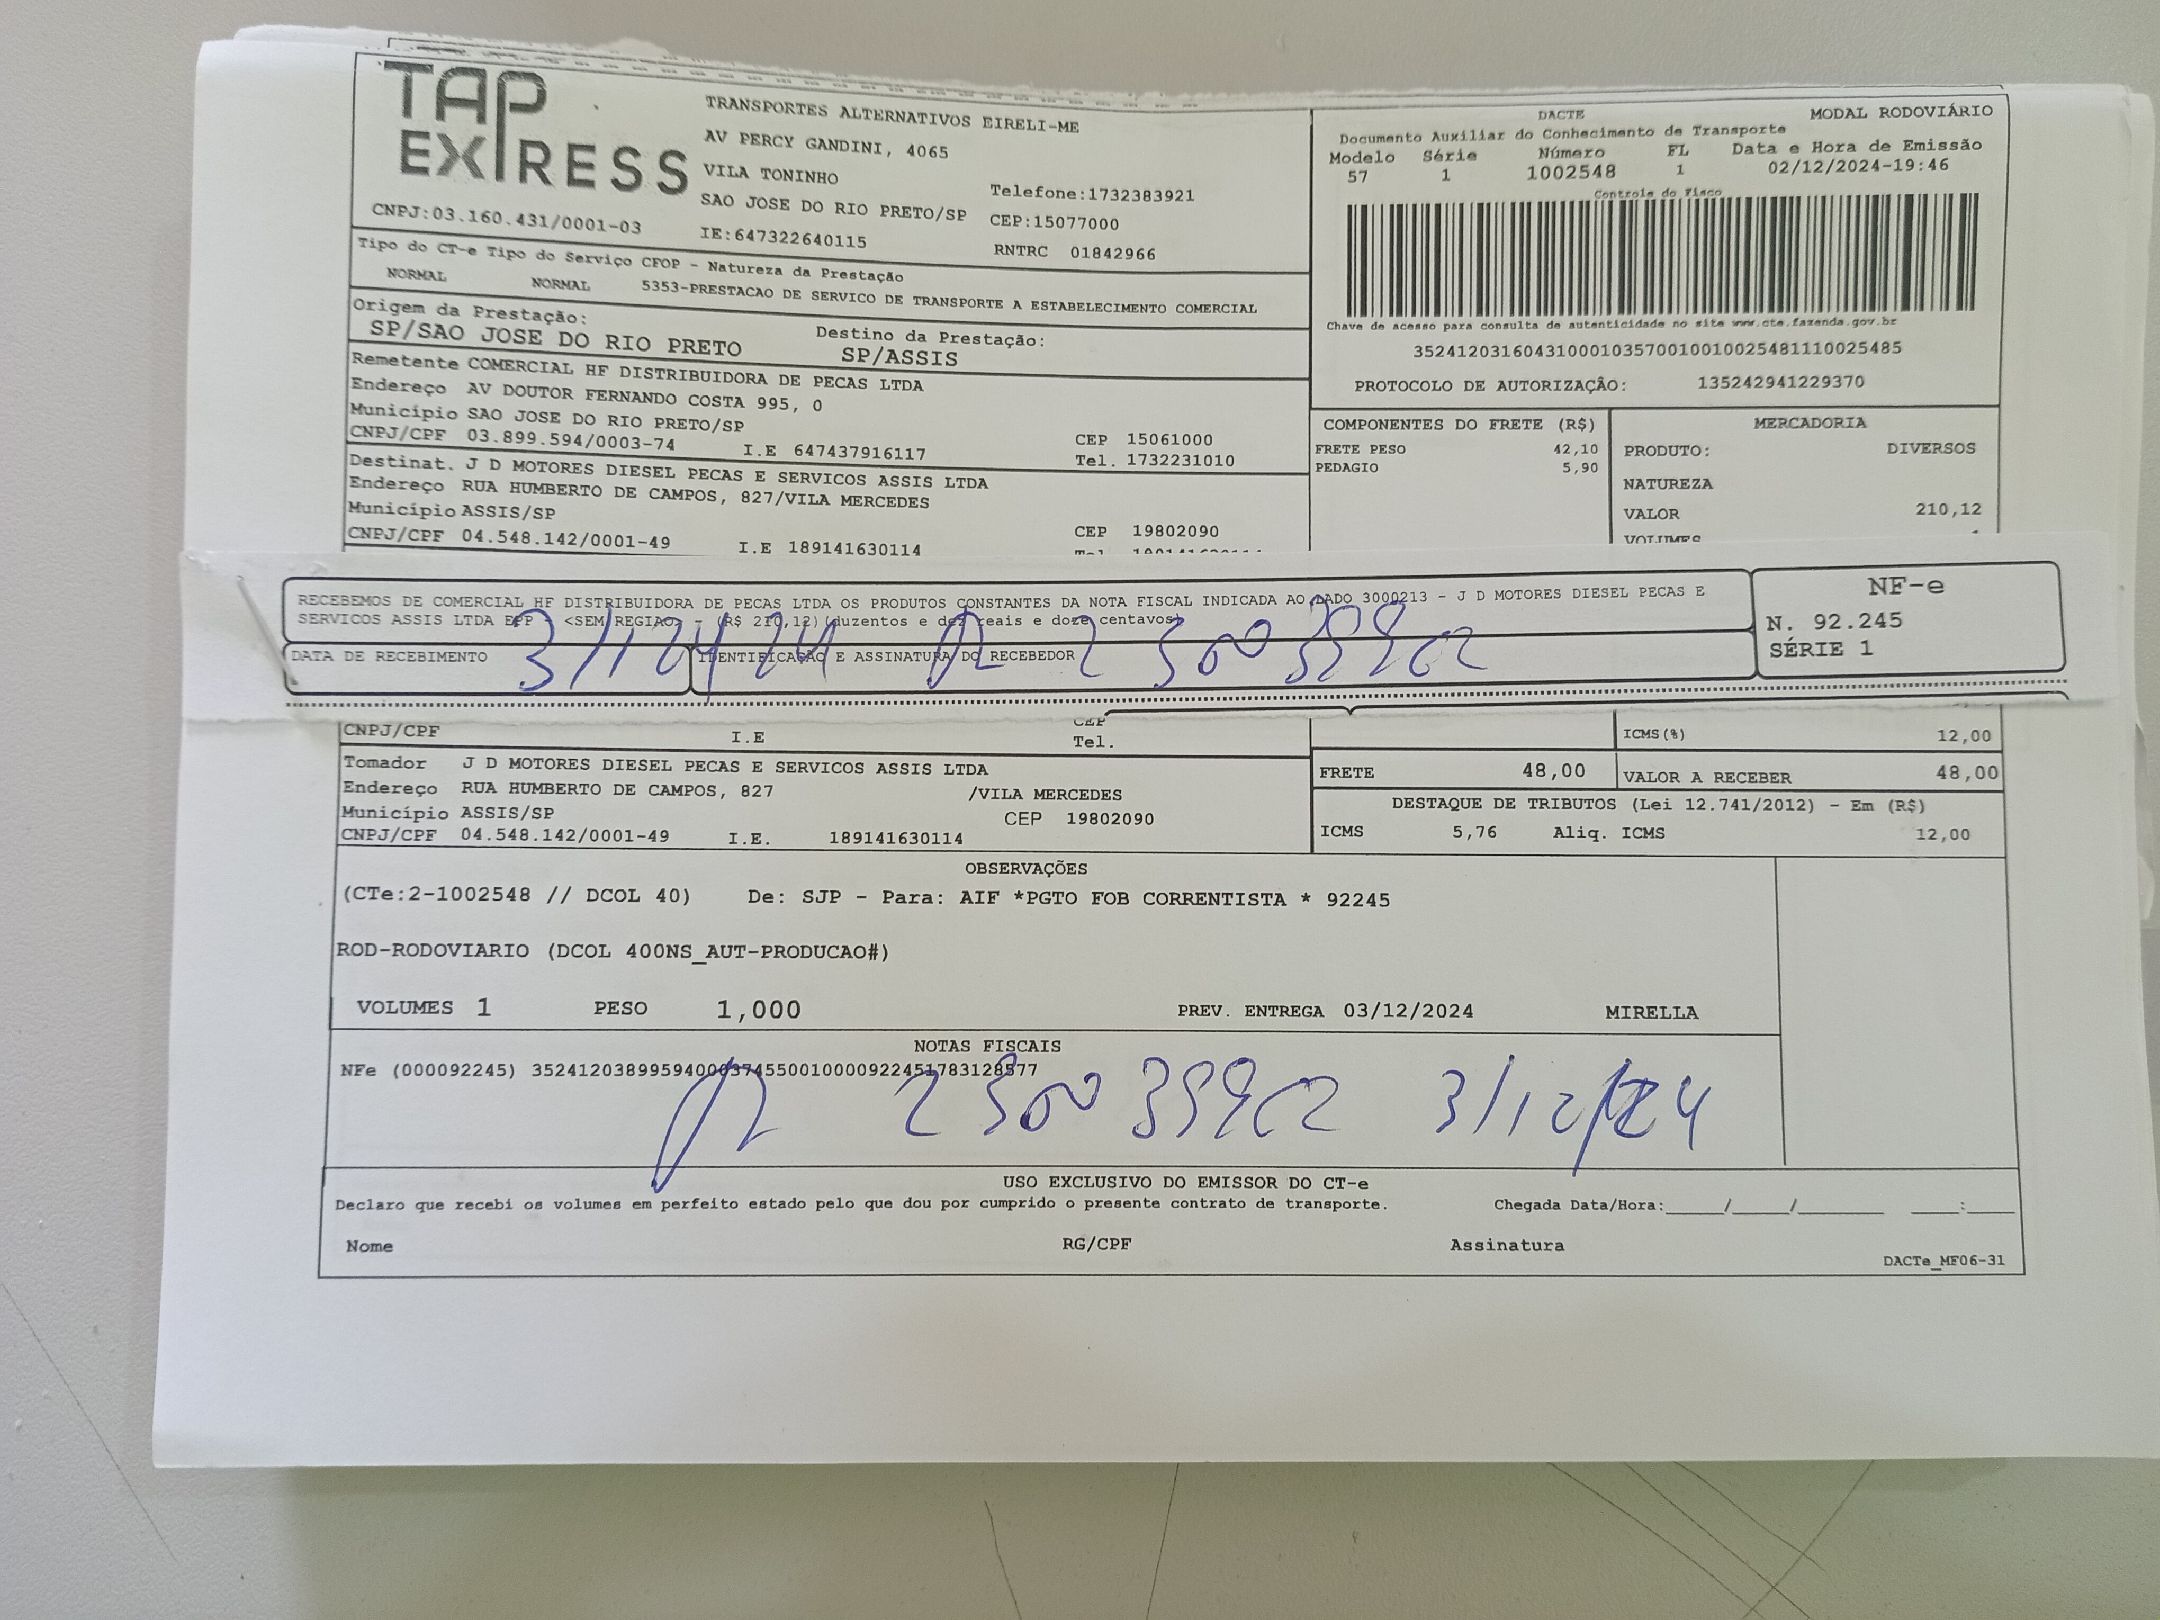 TAP
EXPRESS
TRANSPORTES ALTERNATIVOS EIRELI-ME
AV PERCY GANDINI, 4065
VILA TONINHO
Telefone:1732383921
SAO JOSE DO RIO PRETO/SP CEP:15077000
CNPJ:03.160.431/0001-03 IE:647322640115 RNTRC 01842966
DACTE MODAL RODOVIÁRIO
Documento Auxiliar do Conhecimento de Transporte
Modelo Série Número FL Data e Hora de Emissão
57 1 1002548 1 02/12/2024-19:46
Controle do Fisco
Chave de acesso para consulta de autenticidade no site www.cte.fazenda.gov.br
35241203160431000103570010010025481110025485
PROTOCOLO DE AUTORIZAÇÃO: 135242941229370
Tipo do CT-e Tipo do Serviço CFOP - Natureza da Prestação
NORMAL NORMAL 5353-PRESTACAO DE SERVICO DE TRANSPORTE A ESTABELECIMENTO COMERCIAL
Origem da Prestação: Destino da Prestação:
SP/SAO JOSE DO RIO PRETO SP/ASSIS
Remetente COMERCIAL HF DISTRIBUIDORA DE PECAS LTDA
Endereço AV DOUTOR FERNANDO COSTA 995, 0
Município SAO JOSE DO RIO PRETO/SP CEP 15061000
CNPJ/CPF 03.899.594/0003-74 I.E 647437916117 Tel. 1732231010
Destinat. J D MOTORES DIESEL PECAS E SERVICOS ASSIS LTDA
Endereço RUA HUMBERTO DE CAMPOS, 827/VILA MERCEDES
Município ASSIS/SP CEP 19802090
CNPJ/CPF 04.548.142/0001-49 I.E 189141630114
COMPONENTES DO FRETE (R$)
FRETE PESO 42,10
PEDAGIO 5,90
MERCADORIA
PRODUTO: DIVERSOS
NATUREZA
VALOR 210,12
VOLUMES
RECEBEMOS DE COMERCIAL HF DISTRIBUIDORA DE PECAS LTDA OS PRODUTOS CONSTANTES DA NOTA FISCAL INDICADA AO LADO 3000213 - J D MOTORES DIESEL PECAS E
SERVICOS ASSIS LTDA EPP - <SEM REGIAO> - (R$ 210,12)(duzentos e dez reais e doze centavos)
DATA DE RECEBIMENTO IDENTIFICAÇÃO E ASSINATURA DO RECEBEDOR
3/12/24
NF-e
N. 92.245
SÉRIE 1
CNPJ/CPF I.E CEP
Tel.
ICMS(%) 12,00
Tomador J D MOTORES DIESEL PECAS E SERVICOS ASSIS LTDA
Endereço RUA HUMBERTO DE CAMPOS, 827 /VILA MERCEDES
Município ASSIS/SP CEP 19802090
CNPJ/CPF 04.548.142/0001-49 I.E. 189141630114
FRETE 48,00 VALOR A RECEBER 48,00
DESTAQUE DE TRIBUTOS (Lei 12.741/2012) - Em (R$)
ICMS 5,76 Aliq. ICMS 12,00
OBSERVAÇÕES
(CTe:2-1002548 // DCOL 40) De: SJP - Para: AIF *PGTO FOB CORRENTISTA * 92245
ROD-RODOVIARIO (DCOL 400NS_AUT-PRODUCAO#)
VOLUMES 1 PESO 1,000 PREV. ENTREGA 03/12/2024 MIRELLA
NOTAS FISCAIS
NFe (000092245) 35241203899594000374550010000922451783128577
3/12/24
USO EXCLUSIVO DO EMISSOR DO CT-e
Declaro que recebi os volumes em perfeito estado pelo que dou por cumprido o presente contrato de transporte. Chegada Data/Hora:_____/_____/_______ ____:____
Nome RG/CPF Assinatura
DACTe_MF06-31